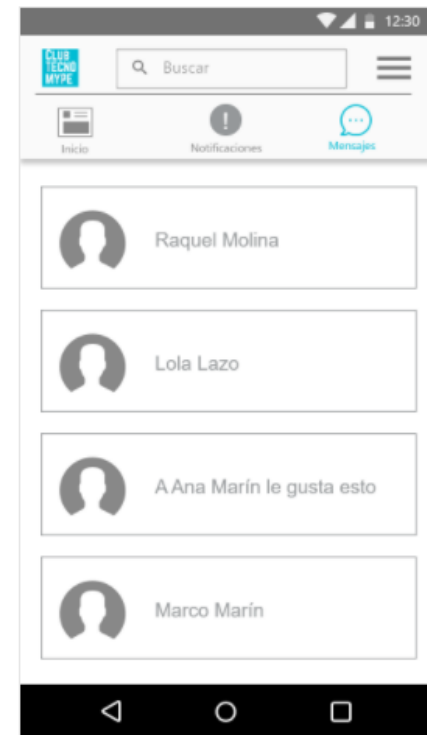 12:30
CLUB
TECNO
MYPE
Buscar
Inicio
Notificaciones
Mensajes
Raquel Molina
Lola Lazo
A Ana Marín le gusta esto
Marco Marín